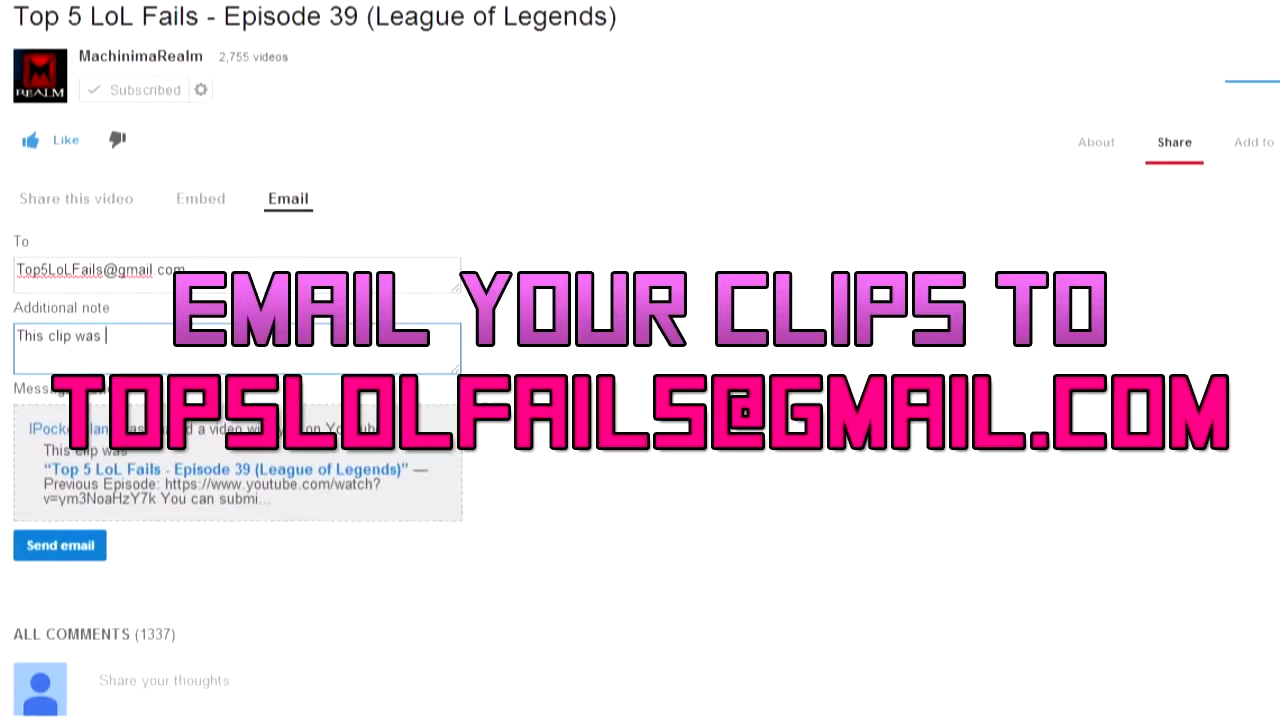 Top 5 LoL Fails - Episode 39 (League of Legends)
MachinimaRealm 2,755 videos
REALM
Subscribed
Like
About Share Add to
Share this video Embed Email
To
Top5LoLFails@gmail.com
Additional note
EMAIL YOUR CLIPS TO
This clip was
TOP5LOLFAILS@GMAIL.COM
This clip was
"Top 5 LoL Fails - Episode 39 (League of Legends)" —
Previous Episode: https://www.youtube.com/watch?
v=ym3NoaHzY7k You can submi...
Send email
ALL COMMENTS (1337)
Share your thoughts